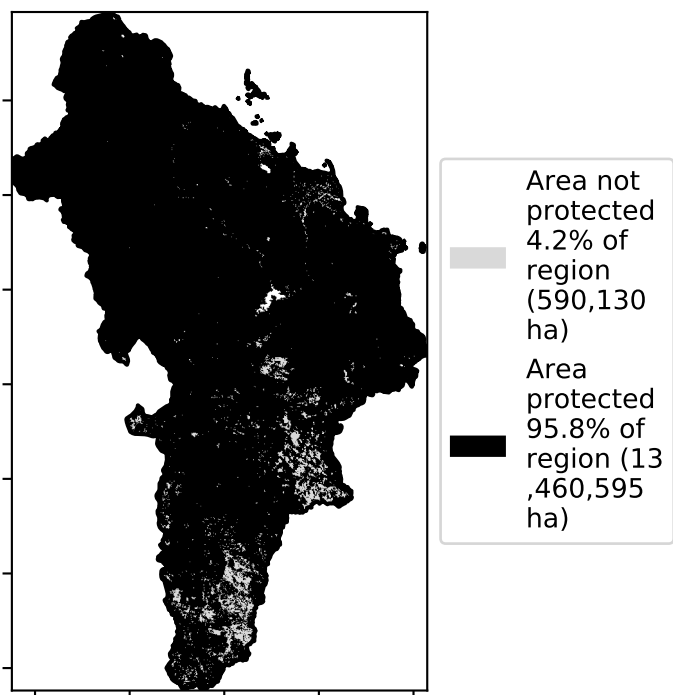 Area not
protected
4.2% of
region
(590,130
ha)
Area
protected
95.8% of
region (13
,460,595
ha)